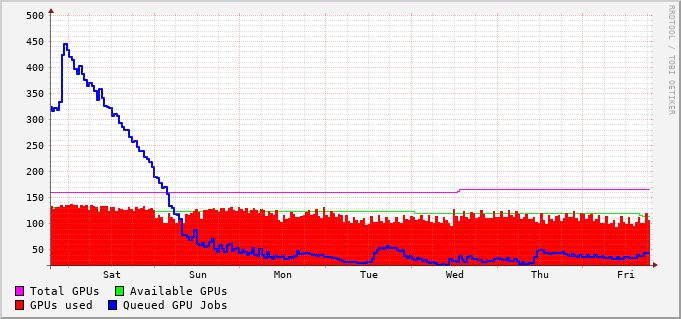 500
450
400
350
300
250
200
150
100
50
Sat Sun Mon Tue Wed Thu Fri
Total GPUs Available GPUs
GPUs used Queued GPU Jobs
RRDTOOL / TOBI OETIKER